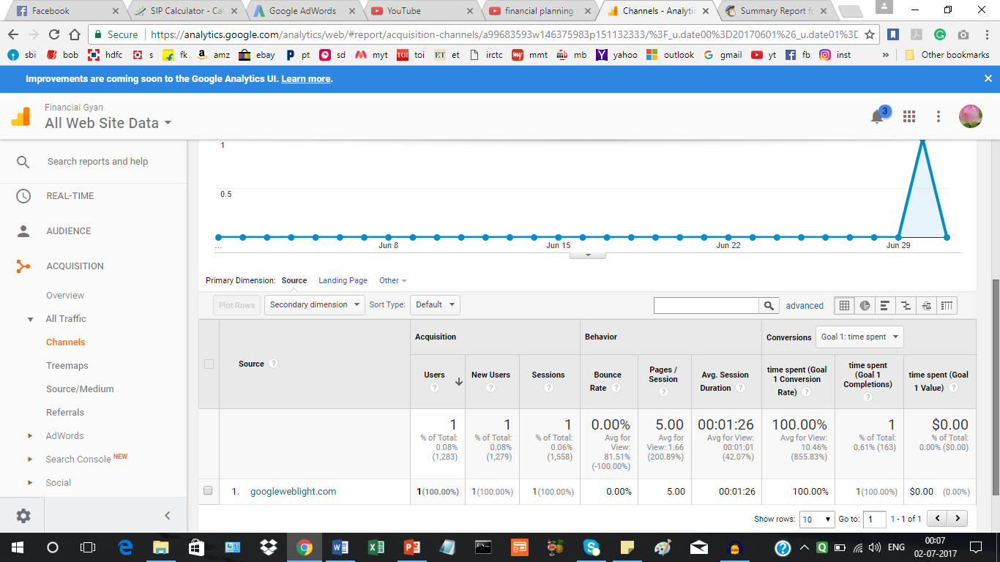 Facebook
SIP Calculator - Cal
Google AdWords
YouTube
financial planning
Channels - Analytic
Summary Report fo
Secure
https://analytics.google.com/analytics/web/#report/acquisition-channels/a99683593w146375983p151132333/%3F_u.date00%3D20170601%26_u.date01%3D
sbi bob hdfc s fk amz ebay pt sd myt toi et irctc mmt mb yahoo outlook gmail yt fb inst » Other bookmarks
Improvements are coming soon to the Google Analytics UI. Learn more.
Financial Gyan
All Web Site Data
3
Search reports and help
REAL-TIME
AUDIENCE
ACQUISITION
Overview
All Traffic
Channels
Treemaps
Source/Medium
Referrals
AdWords
Search Console NEW
Social
1
0.5
... Jun 8 Jun 15 Jun 22 Jun 29
Primary Dimension: Source Landing Page Other
Plot Rows Secondary dimension Sort Type: Default advanced
Source ?
Acquisition
Behavior
Conversions Goal 1: time spent
Users ?
New Users ?
Sessions ?
Bounce Rate ?
Pages / Session ?
Avg. Session Duration ?
time spent (Goal 1 Conversion Rate) ?
time spent (Goal 1 Completions) ?
time spent (Goal 1 Value) ?
1
% of Total:
0.08%
(1,283)
1
% of Total:
0.08%
(1,279)
1
% of Total:
0.06%
(1,558)
0.00%
Avg for
View:
81.51%
(-100.00%)
5.00
Avg for
View: 1.66
(200.89%)
00:01:26
Avg for View:
00:01:01
(42.07%)
100.00%
Avg for View:
10.46%
(855.83%)
1
% of Total:
0.61% (163)
$0.00
% of Total:
0.00% ($0.00)
1. googleweblight.com 1(100.00%) 1(100.00%) 1(100.00%) 0.00% 5.00 00:01:26 100.00% 1(100.00%) $0.00 (0.00%)
Show rows: 10 Go to: 1 1 - 1 of 1
ENG
00:07
02-07-2017